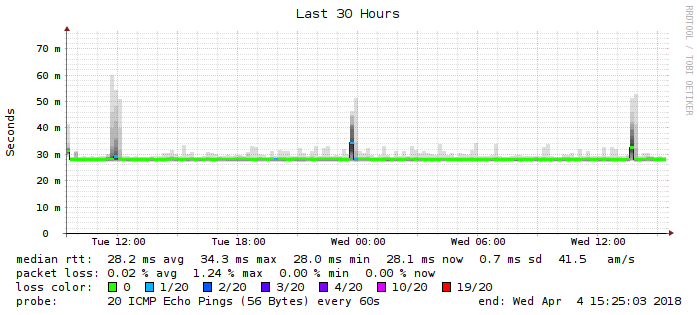 Last 30 Hours
RRDTOOL / TOBI OETIKER
Seconds
70 m
60 m
50 m
40 m
30 m
20 m
10 m
0
Tue 12:00 Tue 18:00 Wed 00:00 Wed 06:00 Wed 12:00
median rtt: 28.2 ms avg 34.3 ms max 28.0 ms min 28.1 ms now 0.7 ms sd 41.5 am/s
packet loss: 0.02 % avg 1.24 % max 0.00 % min 0.00 % now
loss color: 0 1/20 2/20 3/20 4/20 10/20 19/20
probe: 20 ICMP Echo Pings (56 Bytes) every 60s end: Wed Apr 4 15:25:03 2018